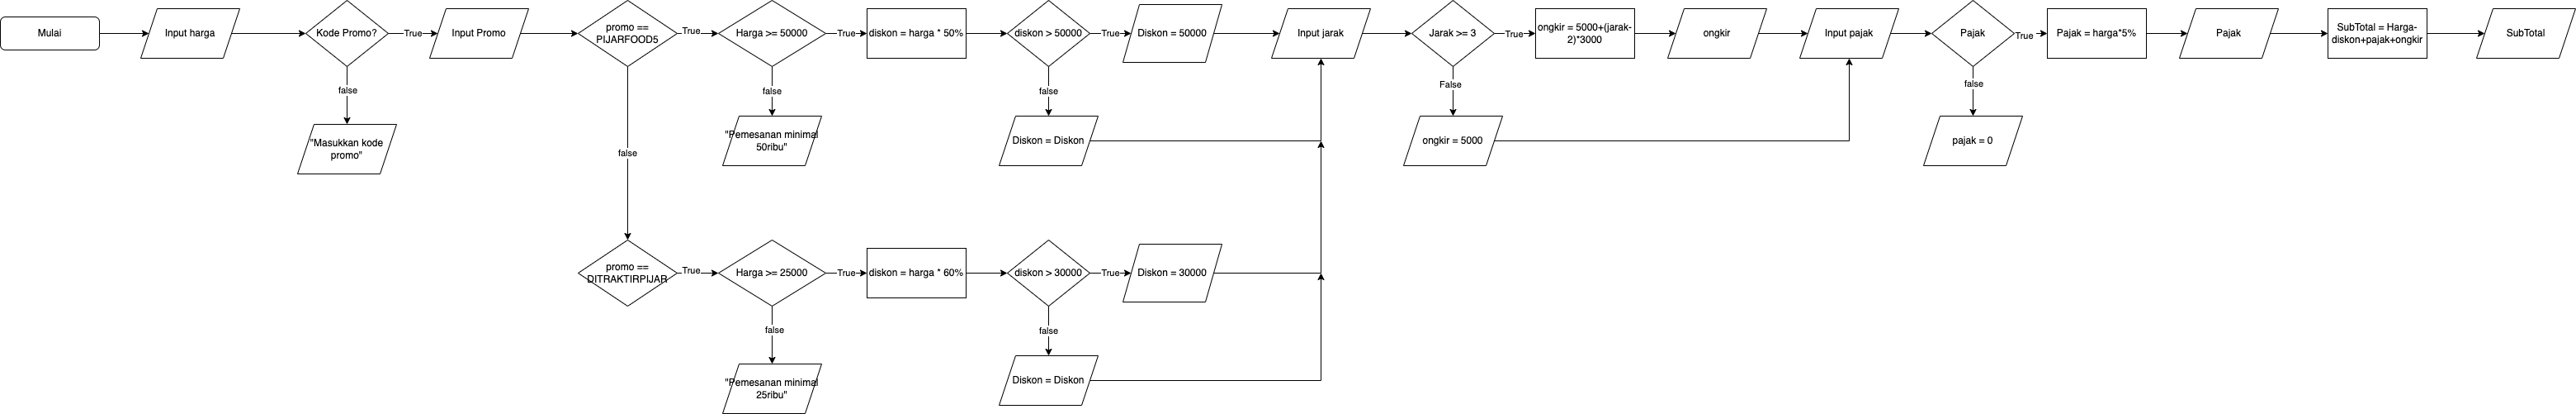 Mulai
Input harga
Kode Promo?
True
Input Promo
promo ==
PIJARFOOD5
True
Harga >= 50000
True
diskon = harga * 50%
diskon > 50000
True
Diskon = 50000
Input jarak
Jarak >= 3
True
ongkir = 5000+(jarak-
2)*3000
ongkir
Input pajak
Pajak
True
Pajak = harga*5%
Pajak
SubTotal = Harga-
diskon+pajak+ongkir
SubTotal
false
false
false
False
false
"Masukkan kode
promo"
"Pemesanan minimal
50ribu"
Diskon = Diskon
ongkir = 5000
pajak = 0
false
promo ==
DITRAKTIRPIJAR
True
Harga >= 25000
True
diskon = harga * 60%
diskon > 30000
True
Diskon = 30000
false
false
"Pemesanan minimal
25ribu"
Diskon = Diskon